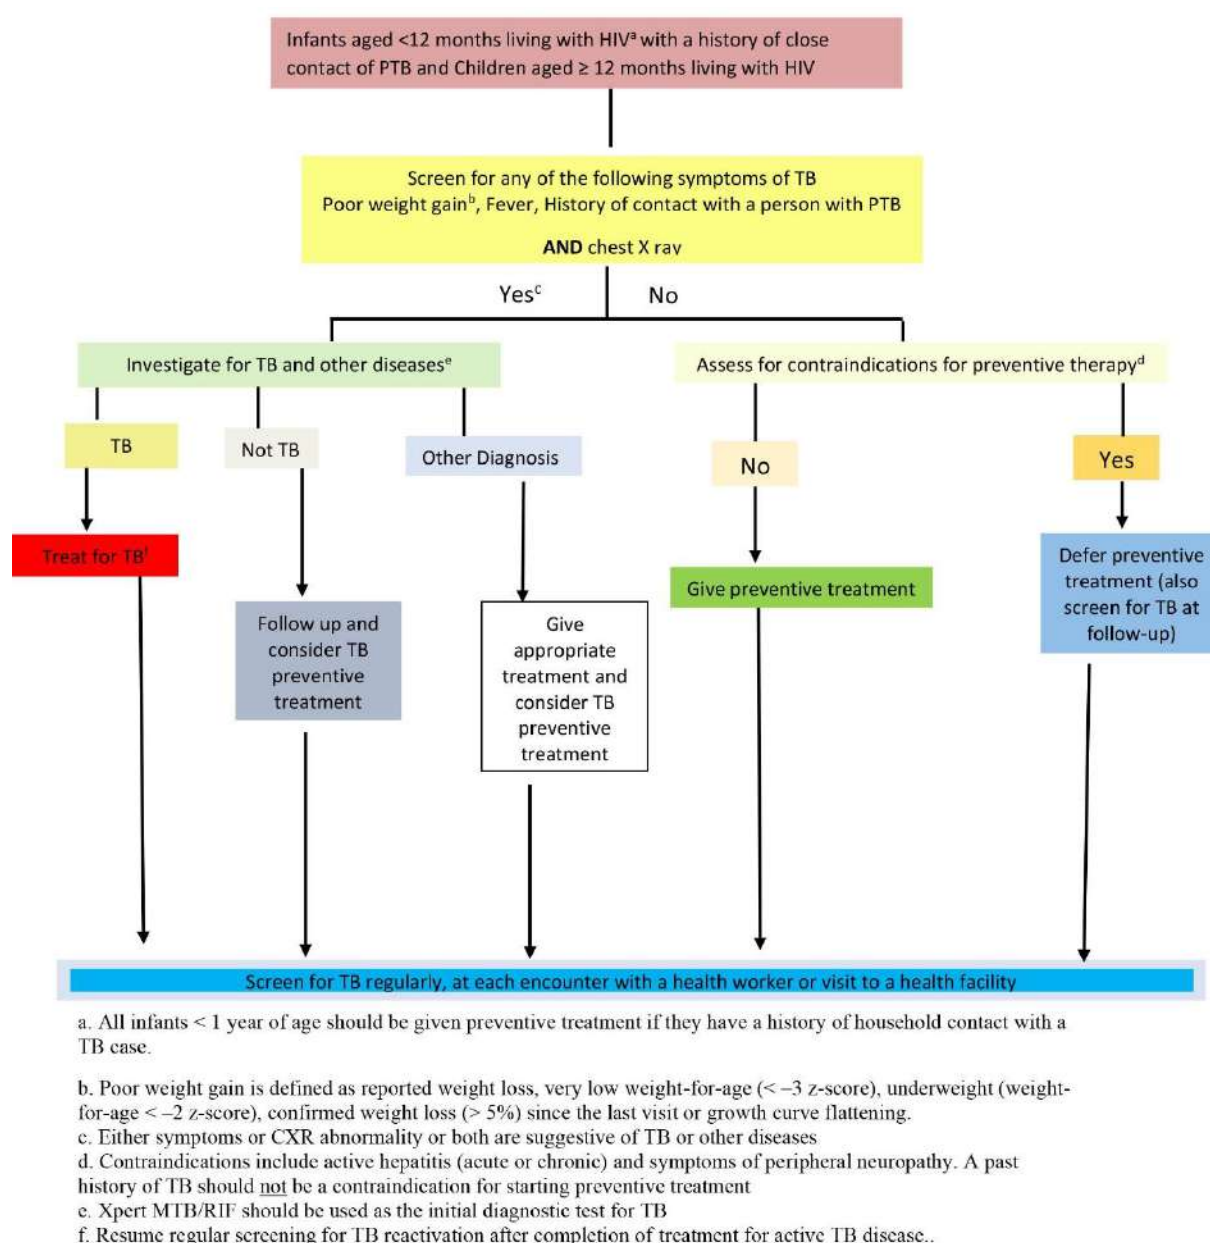 Infants aged <12 months living with HIVᵃ with a history of close
contact of PTB and Children aged ≥ 12 months living with HIV
Screen for any of the following symptoms of TB
Poor weight gainᵇ, Fever, History of contact with a person with PTB
AND chest X ray
Yesᶜ
No
Investigate for TB and other diseasesᵉ
Assess for contraindications for preventive therapyᵈ
TB
Not TB
Other Diagnosis
No
Yes
Treat for TBᶠ
Follow up and
consider TB
preventive
treatment
Give
appropriate
treatment and
consider TB
preventive
treatment
Give preventive treatment
Defer preventive
treatment (also
screen for TB at
follow-up)
Screen for TB regularly, at each encounter with a health worker or visit to a health facility
a. All infants < 1 year of age should be given preventive treatment if they have a history of household contact with a
TB case.
b. Poor weight gain is defined as reported weight loss, very low weight-for-age (< –3 z-score), underweight (weight-
for-age < –2 z-score), confirmed weight loss (> 5%) since the last visit or growth curve flattening.
c. Either symptoms or CXR abnormality or both are suggestive of TB or other diseases
d. Contraindications include active hepatitis (acute or chronic) and symptoms of peripheral neuropathy. A past
history of TB should not be a contraindication for starting preventive treatment
e. Xpert MTB/RIF should be used as the initial diagnostic test for TB
f. Resume regular screening for TB reactivation after completion of treatment for active TB disease..